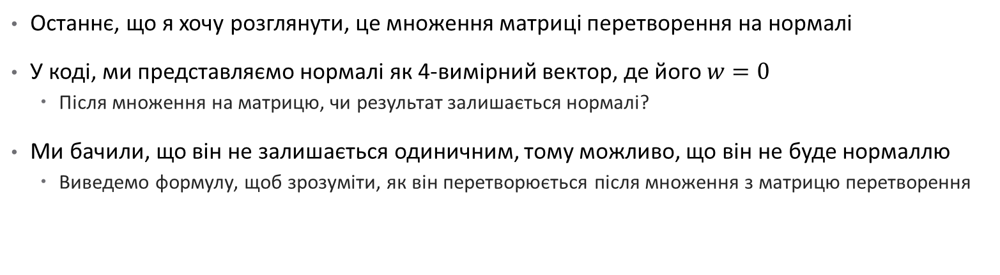 • Останнє, що я хочу розглянути, це множення матриці перетворення на нормалі
• У коді, ми представляємо нормалі як 4-вимірний вектор, де його w = 0
• Після множення на матрицю, чи результат залишається нормалі?
• Ми бачили, що він не залишається одиничним, тому можливо, що він не буде нормаллю
• Виведемо формулу, щоб зрозуміти, як він перетворюється після множення з матрицю перетворення